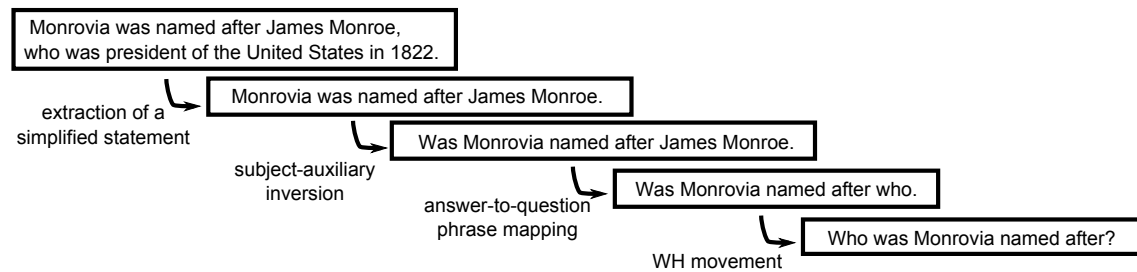 Monrovia was named after James Monroe,
who was president of the United States in 1822.
extraction of a
simplified statement
Monrovia was named after James Monroe.
subject-auxiliary
inversion
Was Monrovia named after James Monroe.
answer-to-question
phrase mapping
Was Monrovia named after who.
WH movement
Who was Monrovia named after?